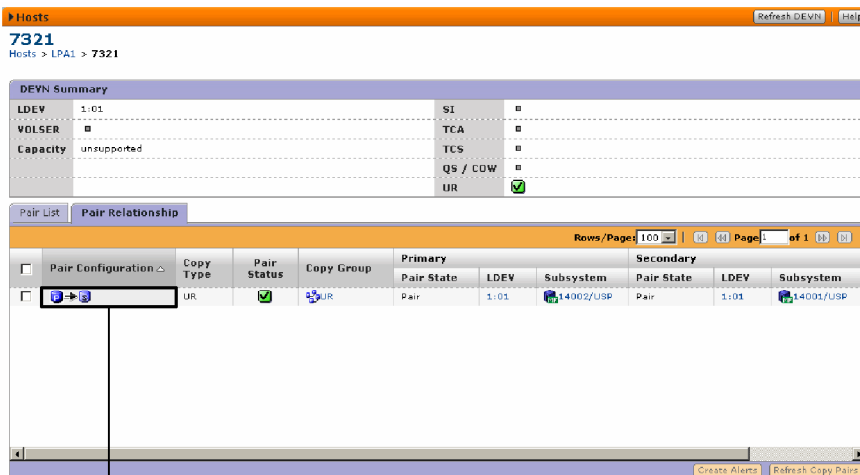 Hosts
Refresh DEVN
Help
7321
Hosts > LPA1 > 7321
DEVN Summary
LDEV 1:01 SI
VOLSER TCA
Capacity unsupported TCS
QS / COW
UR
Pair List Pair Relationship
Rows/Page: 100 Page 1 of 1
Pair Configuration Copy Type Pair Status Copy Group Primary Secondary
Pair State LDEV Subsystem Pair State LDEV Subsystem
P S UR UR Pair 1:01 14002/USP Pair 1:01 14001/USP
Create Alerts Refresh Copy Pairs